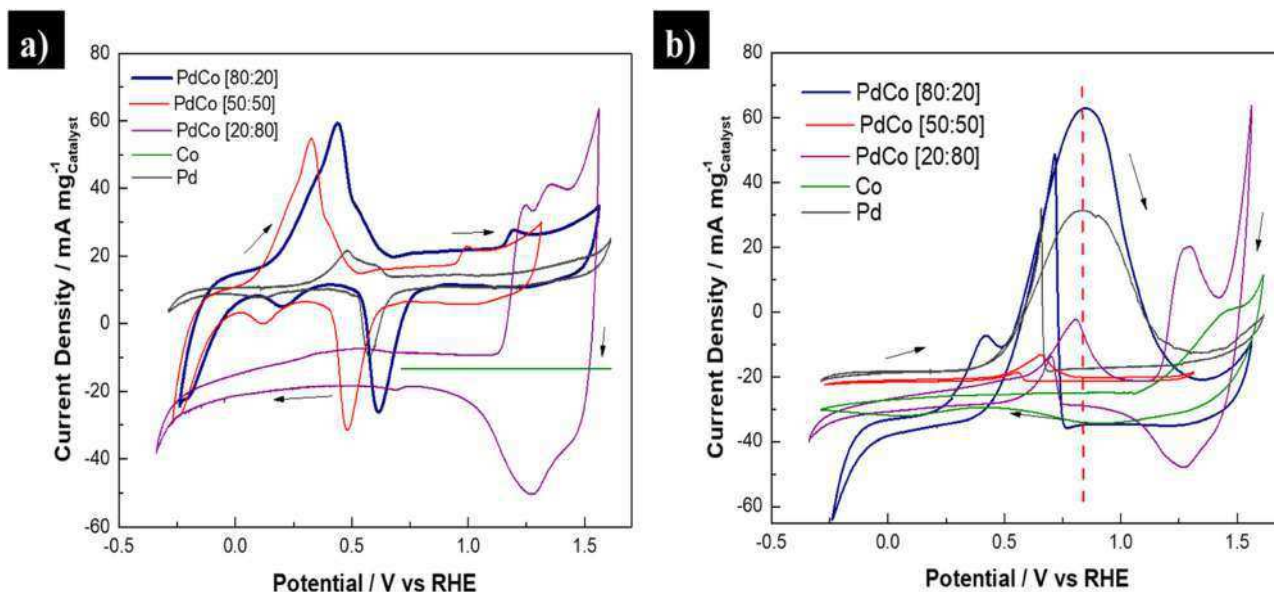 a)
80
60
40
20
0
-20
-40
-60
-0.5
0.0
0.5
1.0
1.5
Current Density / mA mg-1Catalyst
Potential / V vs RHE
PdCo [80:20]
PdCo [50:50]
PdCo [20:80]
Co
Pd
b)
80
60
40
20
0
-20
-40
-60
-0.5
0.0
0.5
1.0
1.5
Current Density / mA mg-1Catalyst
Potential / V vs RHE
PdCo [80:20]
PdCo [50:50]
PdCo [20:80]
Co
Pd